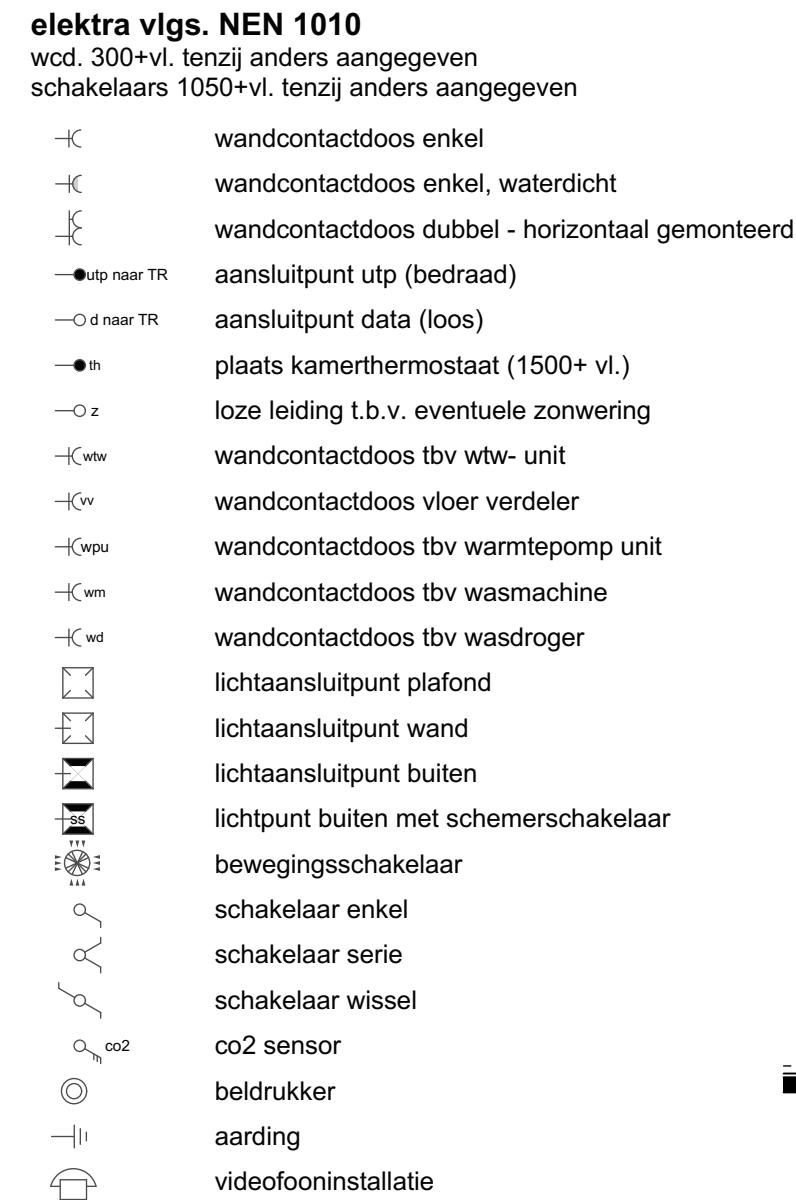 elektra vlgs. NEN 1010
wcd. 300+vl. tenzij anders aangegeven
schakelaars 1050+vl. tenzij anders aangegeven
wandcontactdoos enkel
wandcontactdoos enkel, waterdicht
wandcontactdoos dubbel - horizontaal gemonteerd
utp naar TR aansluitpunt utp (bedraad)
d naar TR aansluitpunt data (loos)
th plaats kamerthermostaat (1500+ vl.)
z loze leiding t.b.v. eventuele zonwering
wtw wandcontactdoos tbv wtw- unit
vv wandcontactdoos vloer verdeler
wpu wandcontactdoos tbv warmtepomp unit
wm wandcontactdoos tbv wasmachine
wd wandcontactdoos tbv wasdroger
lichtaansluitpunt plafond
lichtaansluitpunt wand
lichtaansluitpunt buiten
ss lichtpunt buiten met schemerschakelaar
bewegingsschakelaar
schakelaar enkel
schakelaar serie
schakelaar wissel
co2 co2 sensor
beldrukker
aarding
videofooninstallatie